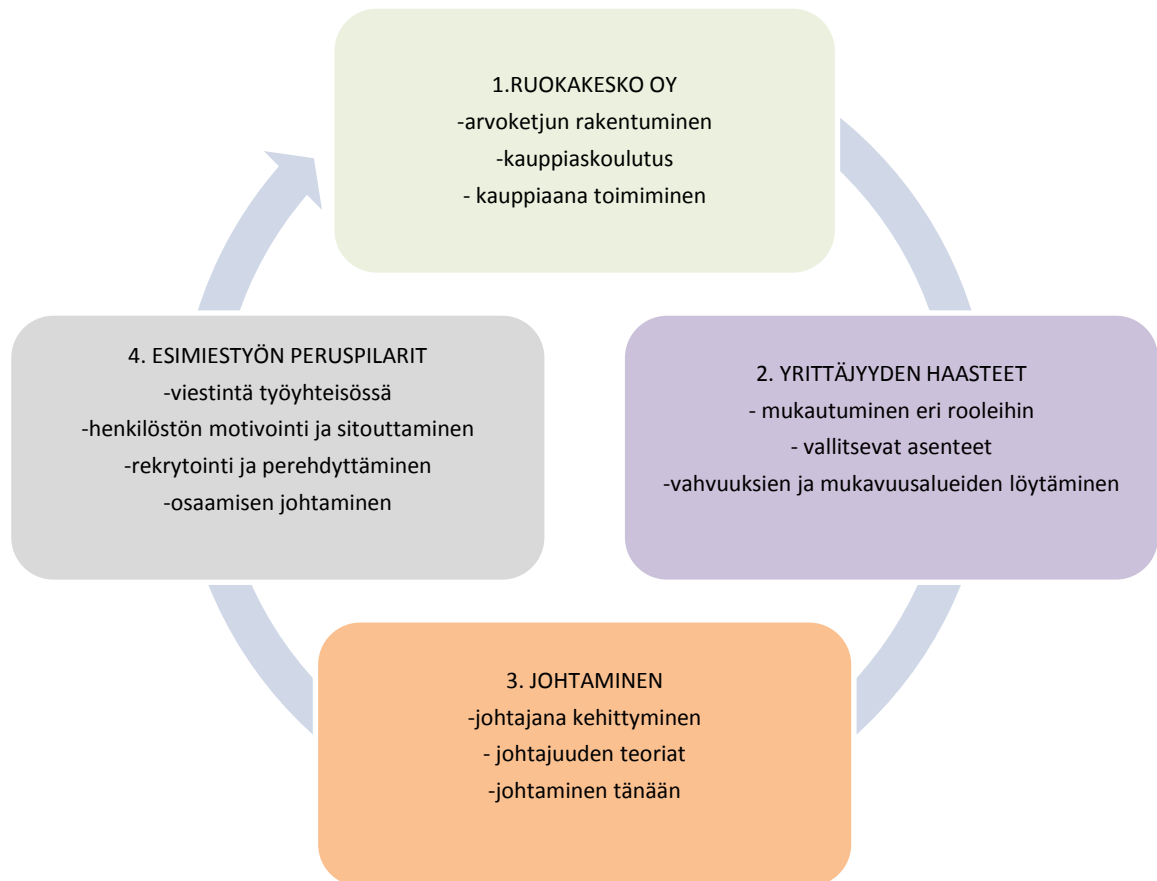 1.RUOKAKESKO OY
-arvoketjun rakentuminen
-kauppiaskoulutus
- kauppiaana toimiminen
2. YRITTÄJYYDEN HAASTEET
- mukautuminen eri rooleihin
- vallitsevat asenteet
-vahvuuksien ja mukavuusalueiden löytäminen
3. JOHTAMINEN
-johtajana kehittyminen
- johtajuuden teoriat
-johtaminen tänään
4. ESIMIESTYÖN PERUSPILARIT
-viestintä työyhteisössä
-henkilöstön motivointi ja sitouttaminen
-rekrytointi ja perehdyttäminen
-osaamisen johtaminen